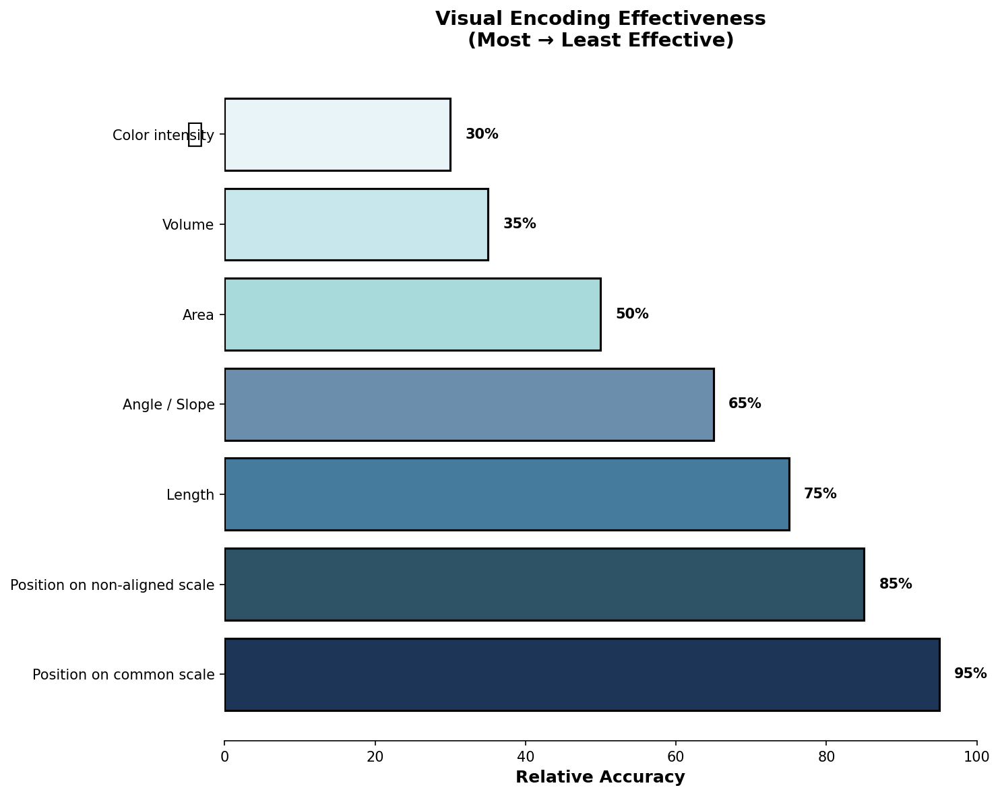 Visual Encoding Effectiveness
(Most → Least Effective)
Color intensity
30%
Volume
35%
Area
50%
Angle / Slope
65%
Length
75%
Position on non-aligned scale
85%
Position on common scale
95%
0 20 40 60 80 100
Relative Accuracy